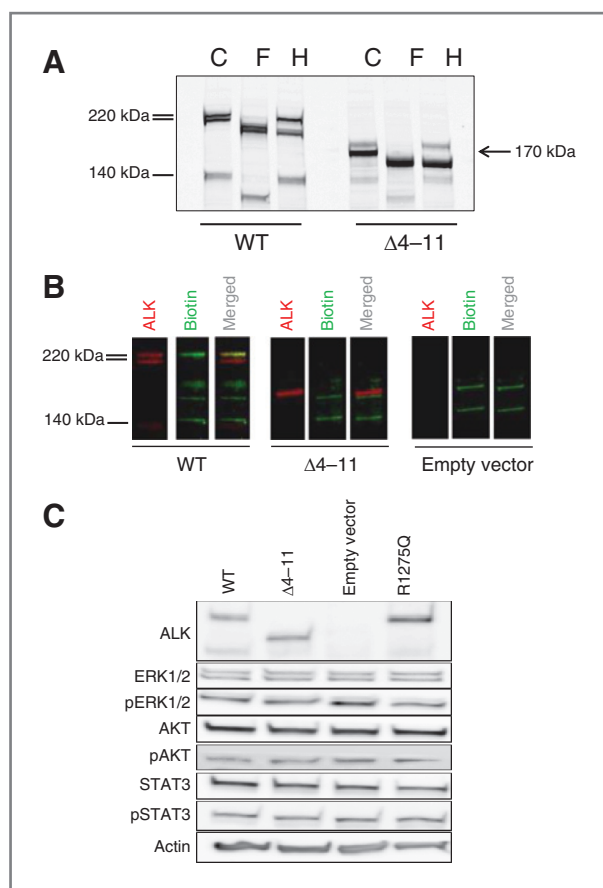 A
C F H C F H
220 kDa
170 kDa
140 kDa
WT Δ4–11
B
ALK Biotin Merged ALK Biotin Merged ALK Biotin Merged
220 kDa
140 kDa
WT Δ4–11 Empty vector
C
WT Δ4–11 Empty vector R1275Q
ALK
ERK1/2
pERK1/2
AKT
pAKT
STAT3
pSTAT3
Actin